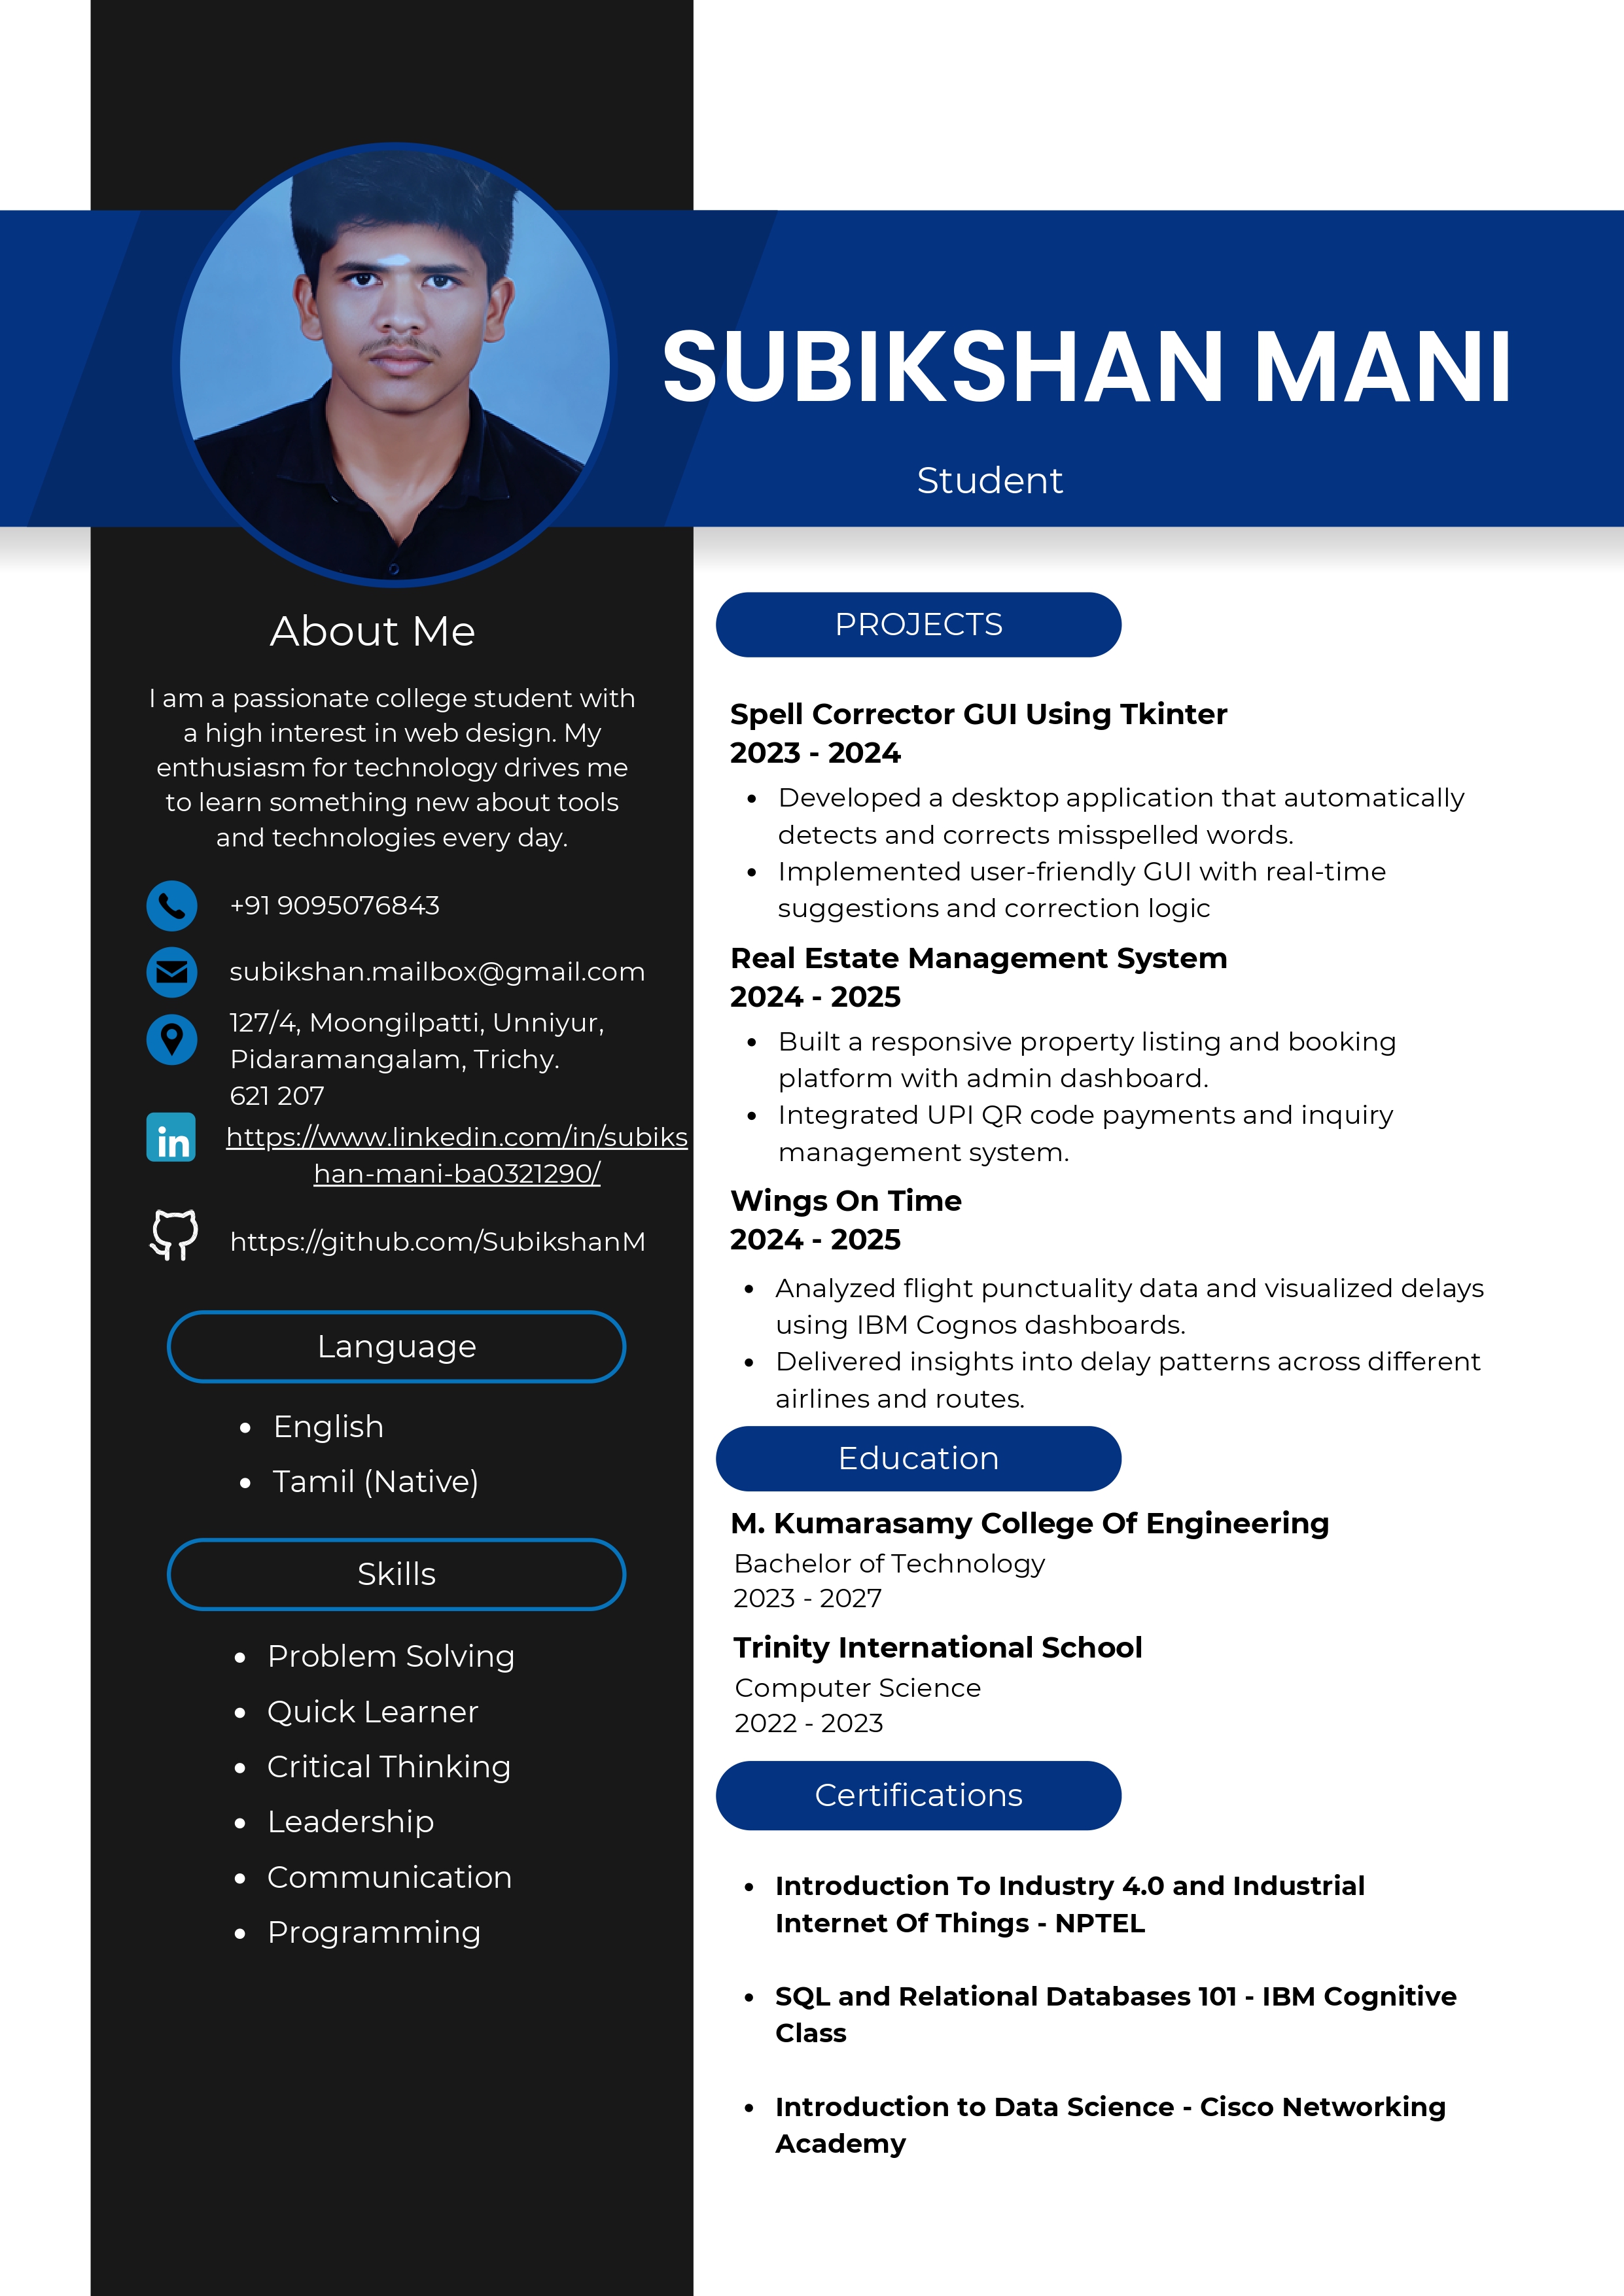 SUBIKSHAN MANI
Student
About Me
I am a passionate college student with
a high interest in web design. My
enthusiasm for technology drives me
to learn something new about tools
and technologies every day.
+91 9095076843
subikshan.mailbox@gmail.com
127/4, Moongilpatti, Unniyur,
Pidaramangalam, Trichy.
621 207
in
https://www.linkedin.com/in/subiks
han-mani-ba0321290/
https://github.com/SubikshanM
Language
• English
• Tamil (Native)
Skills
• Problem Solving
• Quick Learner
• Critical Thinking
• Leadership
• Communication
• Programming
PROJECTS
Spell Corrector GUI Using Tkinter
2023 - 2024
• Developed a desktop application that automatically
detects and corrects misspelled words.
• Implemented user-friendly GUI with real-time
suggestions and correction logic
Real Estate Management System
2024 - 2025
• Built a responsive property listing and booking
platform with admin dashboard.
• Integrated UPI QR code payments and inquiry
management system.
Wings On Time
2024 - 2025
• Analyzed flight punctuality data and visualized delays
using IBM Cognos dashboards.
• Delivered insights into delay patterns across different
airlines and routes.
Education
M. Kumarasamy College Of Engineering
Bachelor of Technology
2023 - 2027
Trinity International School
Computer Science
2022 - 2023
Certifications
• Introduction To Industry 4.0 and Industrial
Internet Of Things - NPTEL
• SQL and Relational Databases 101 - IBM Cognitive
Class
• Introduction to Data Science - Cisco Networking
Academy